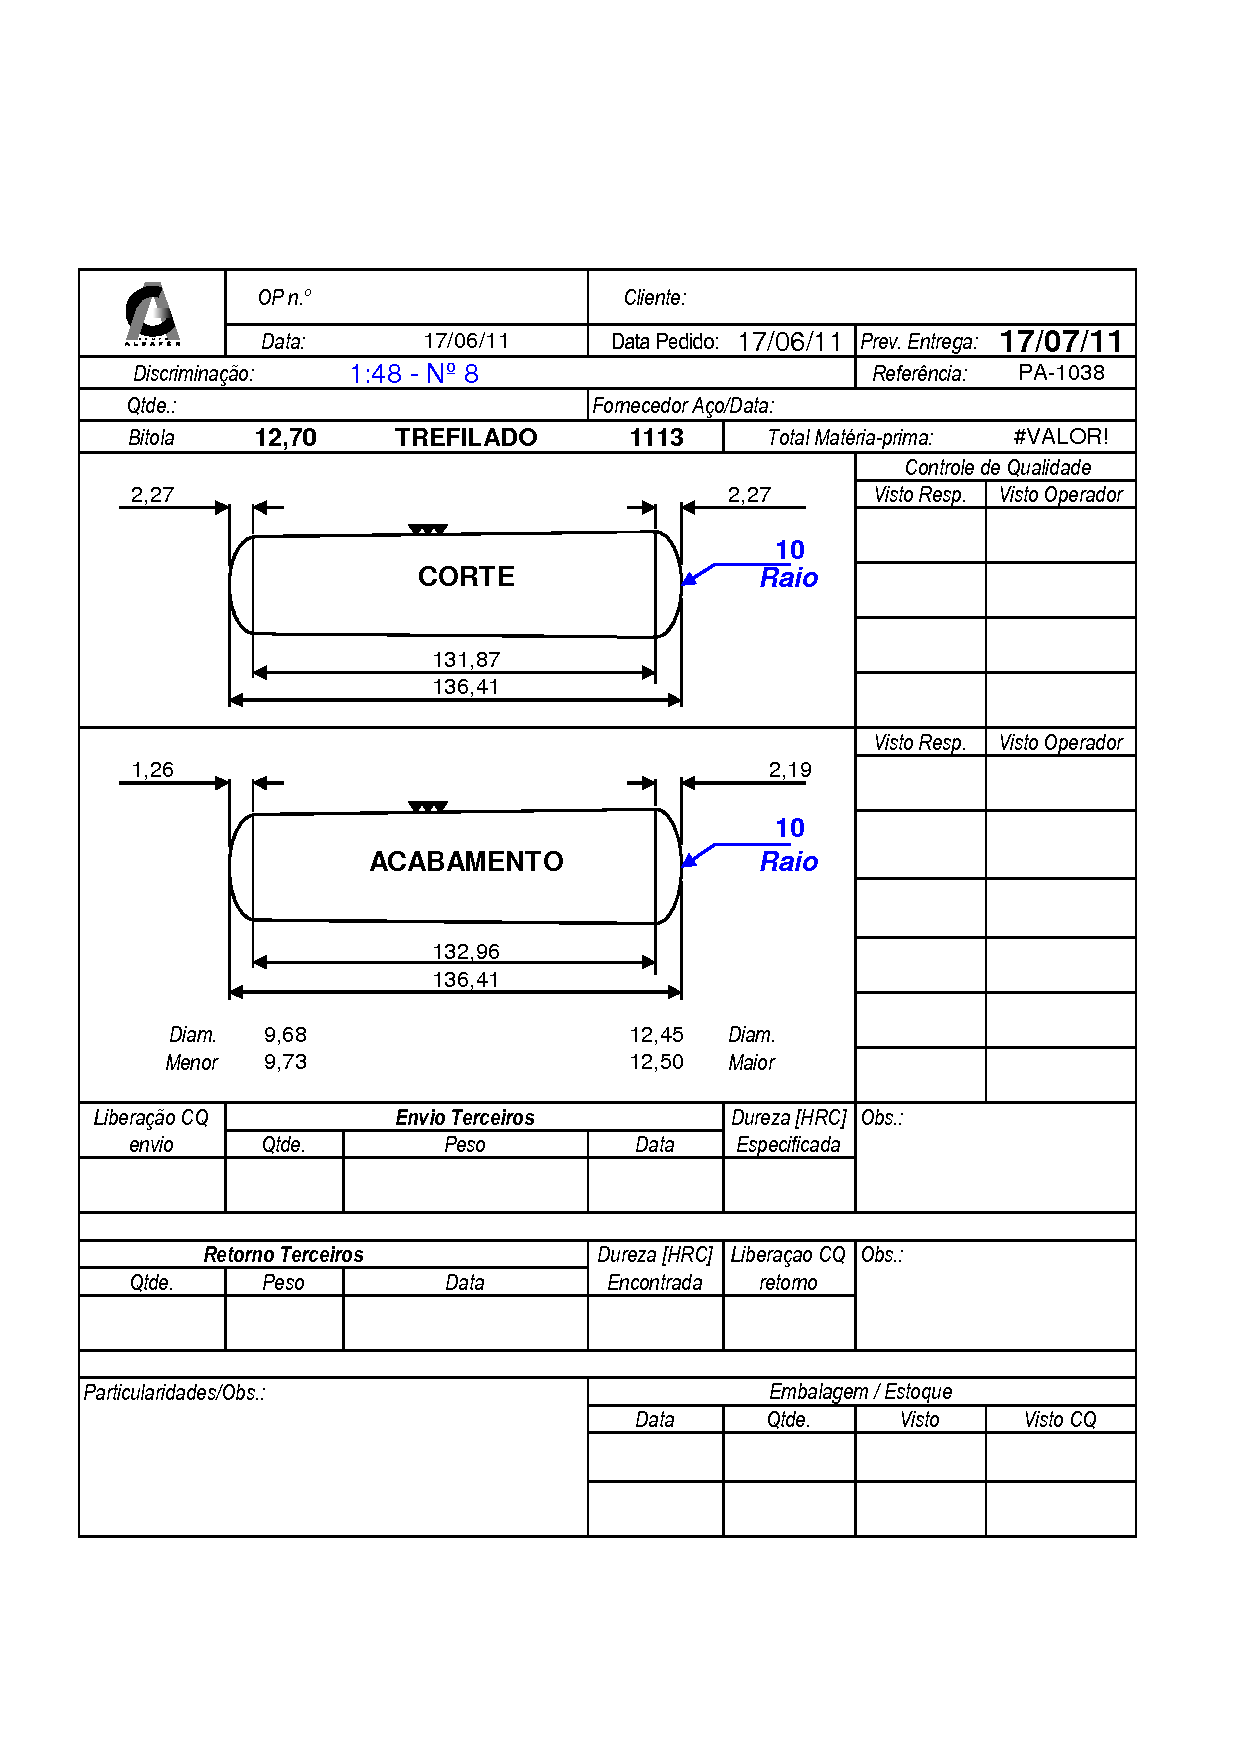 ALBAFER
OP n.º Cliente:
Data: 17/06/11 Data Pedido: 17/06/11 Prev. Entrega: 17/07/11
Discriminação: 1:48 - Nº 8 Referência: PA-1038
Qtde.: Fornecedor Aço/Data:
Bitola 12,70 TREFILADO 1113 Total Matéria-prima: #VALOR!
Controle de Qualidade
2,27 2,27 Visto Resp. Visto Operador
10
CORTE Raio
131,87
136,41
Visto Resp. Visto Operador
1,26 2,19
10
ACABAMENTO Raio
132,96
136,41
Diam. 9,68 12,45 Diam.
Menor 9,73 12,50 Maior
Liberação CQ Envio Terceiros Dureza [HRC] Obs.:
envio Qtde. Peso Data Especificada
Retorno Terceiros Dureza [HRC] Liberaçao CQ Obs.:
Qtde. Peso Data Encontrada retorno
Particularidades/Obs.: Embalagem / Estoque
Data Qtde. Visto Visto CQ